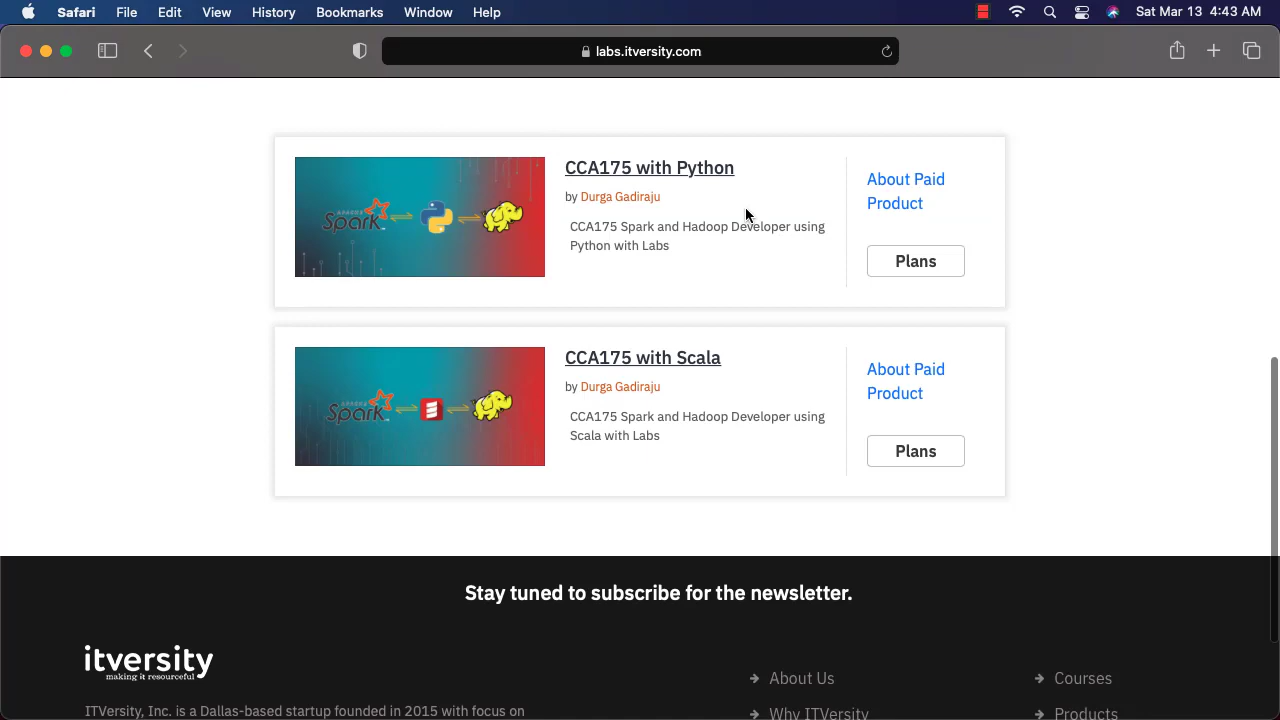 Safari File Edit View History Bookmarks Window Help Sat Mar 13 4:43 AM
labs.itversity.com
CCA175 with Python
by Durga Gadiraju
CCA175 Spark and Hadoop Developer using
Python with Labs
About Paid
Product
Plans
APACHE
Spark
CCA175 with Scala
by Durga Gadiraju
CCA175 Spark and Hadoop Developer using
Scala with Labs
About Paid
Product
Plans
APACHE
Spark
Stay tuned to subscribe for the newsletter.
itversity
making it resourceful
About Us
Courses
ITVersity, Inc. is a Dallas-based startup founded in 2015 with focus on
Why ITVersity
Products